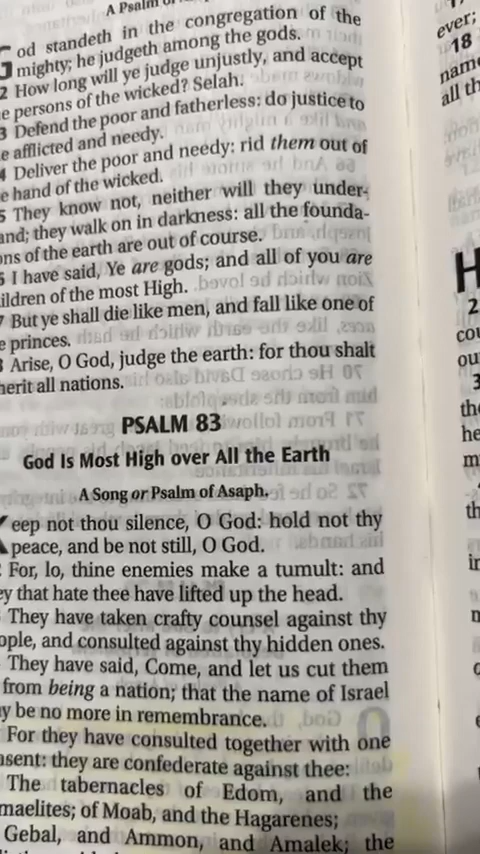 A Psalm of
God standeth in the congregation of the
mighty; he judgeth among the gods.
2 How long will ye judge unjustly, and accept
e persons of the wicked? Selah.
3 Defend the poor and fatherless: do justice to
e afflicted and needy.
4 Deliver the poor and needy: rid them out of
e hand of the wicked.
5 They know not, neither will they under-
and; they walk on in darkness: all the founda-
ons of the earth are out of course.
6 I have said, Ye are gods; and all of you are
ildren of the most High.
7 But ye shall die like men, and fall like one of
e princes.
8 Arise, O God, judge the earth: for thou shalt
herit all nations.
PSALM 83
God Is Most High over All the Earth
A Song or Psalm of Asaph.
Keep not thou silence, O God: hold not thy
peace, and be not still, O God.
For, lo, thine enemies make a tumult: and
ey that hate thee have lifted up the head.
They have taken crafty counsel against thy
ople, and consulted against thy hidden ones.
They have said, Come, and let us cut them
from being a nation; that the name of Israel
y be no more in remembrance.
For they have consulted together with one
nsent: they are confederate against thee:
The tabernacles of Edom, and the
maelites; of Moab, and the Hagarenes;
Gebal, and Ammon, and Amalek; the
ever;
18
name
all th
H
2
cou
ou
3
the
he
m
th
in